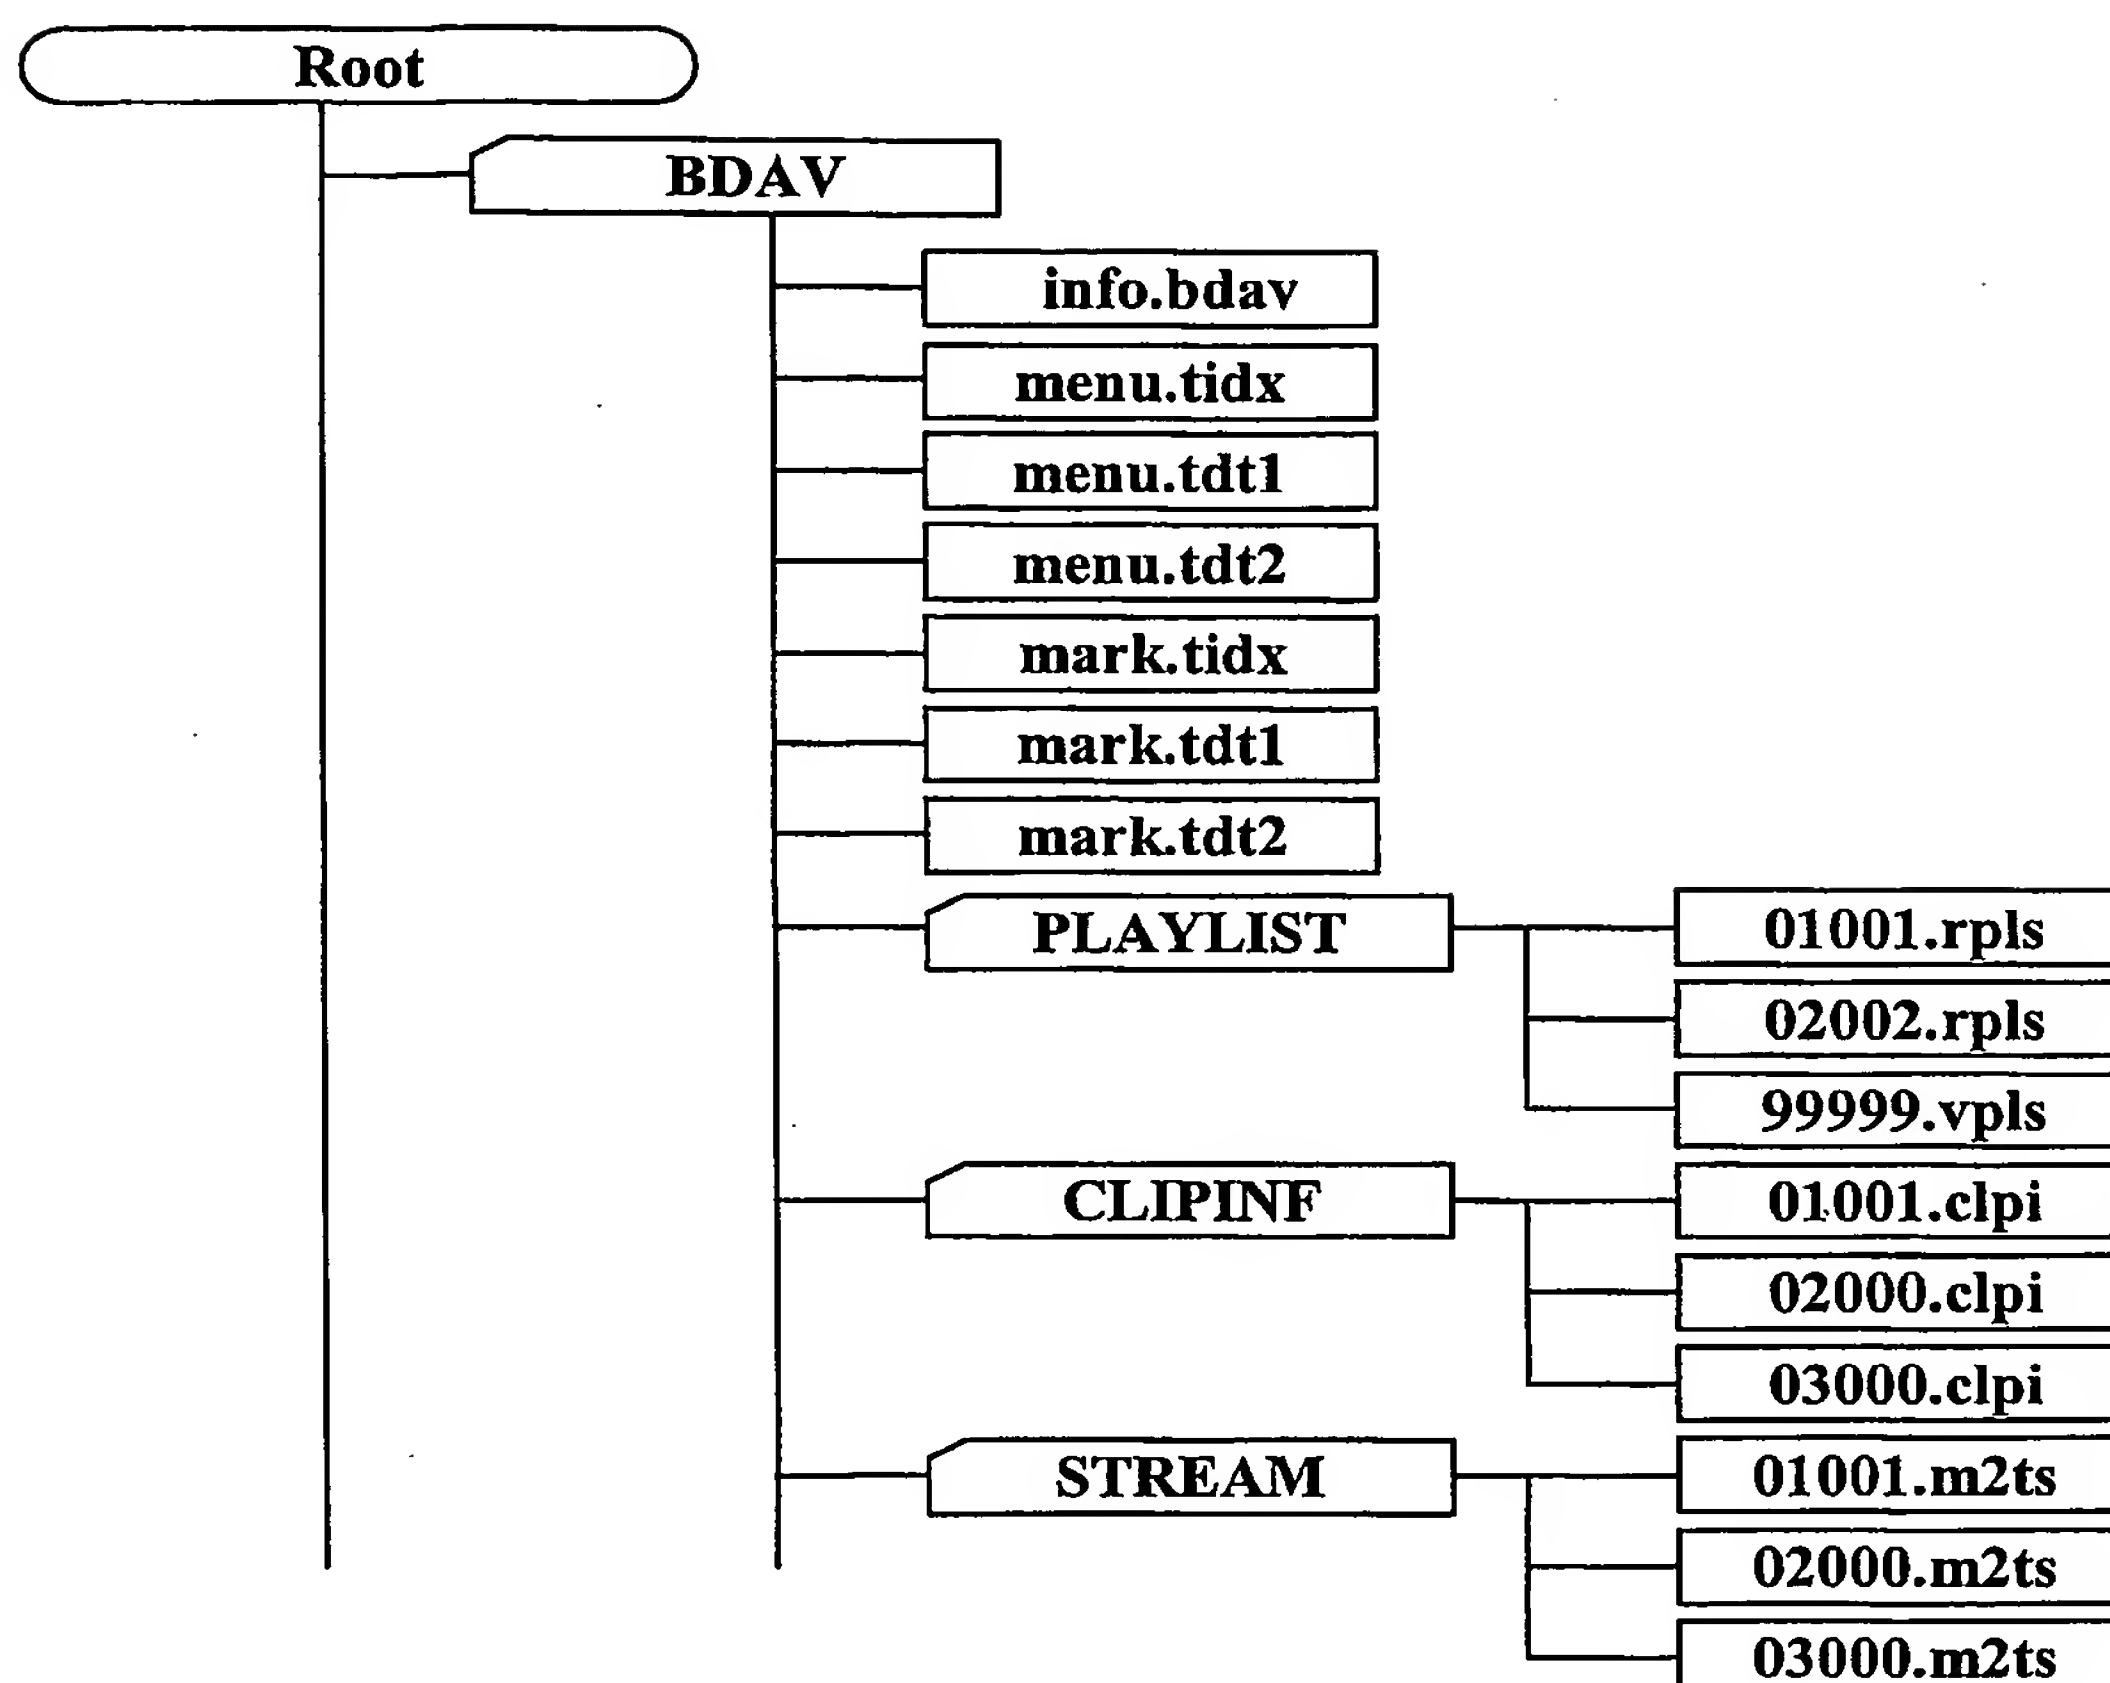 Root
BDAV
info.bdav
menu.tidx
menu.tdt1
menu.tdt2
mark.tidx
mark.tdt1
mark.tdt2
PLAYLIST
01001.rpls
02002.rpls
99999.vpls
CLIPINF
01001.clpi
02000.clpi
03000.clpi
STREAM
01001.m2ts
02000.m2ts
03000.m2ts